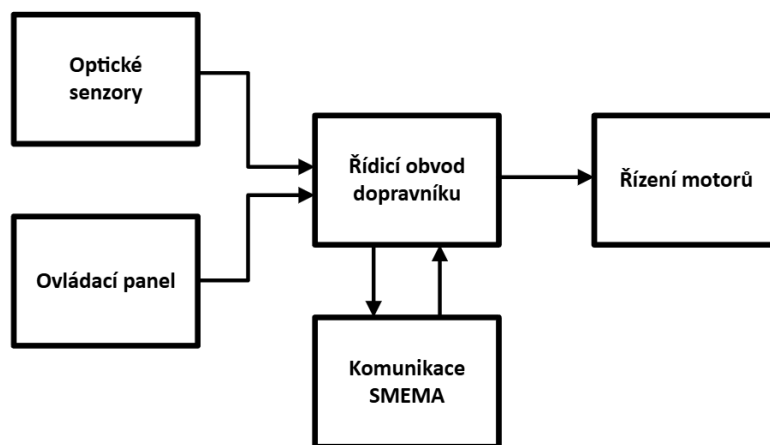 Optické
senzory
Řídicí obvod
dopravníku
Řízení motorů
Ovládací panel
Komunikace
SMEMA